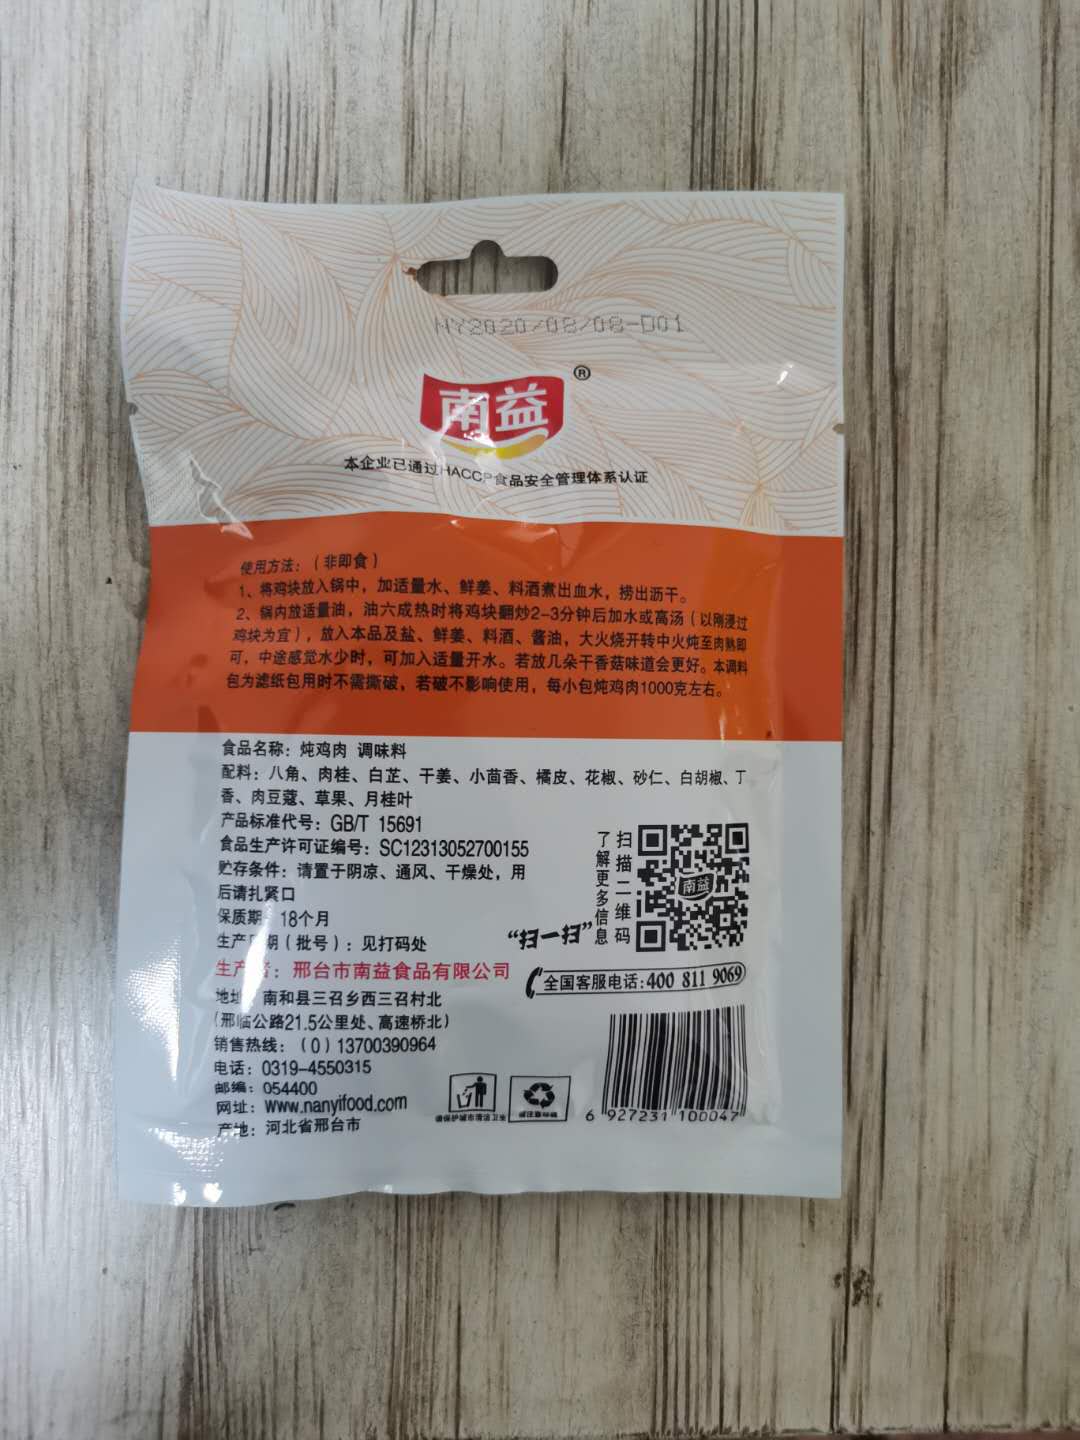 NY2020/08/08-D01
南益®
本企业已通过HACCP食品安全管理体系认证
使用方法：（非即食）
1、将鸡块放入锅中，加适量水、鲜姜、料酒煮出血水，捞出沥干。
2、锅内放适量油，油六成热时将鸡块翻炒2-3分钟后加水或高汤（以刚浸过
鸡块为宜），放入本品及盐、鲜姜、料酒、酱油，大火烧开转中火炖至肉熟即
可，中途感觉水少时，可加入适量开水。若放几朵干香菇味道会更好。本调料
包为滤纸包用时不需撕破，若破不影响使用，每小包炖鸡肉1000克左右。
食品名称：炖鸡肉 调味料
配料：八角、肉桂、白芷、干姜、小茴香、橘皮、花椒、砂仁、白胡椒、丁
香、肉豆蔻、草果、月桂叶
产品标准代号：GB/T 15691
食品生产许可证编号：SC12313052700155
贮存条件：请置于阴凉、通风、干燥处，用
后请扎紧口
保质期：18个月
生产日期（批号）：见打码处
生产者：邢台市南益食品有限公司
地址：南和县三召乡西三召村北
（邢临公路21.5公里处、高速桥北）
销售热线：（0）13700390964
电话：0319-4550315
邮编：054400
网址：www.nanyifood.com
产地：河北省邢台市
扫描二维码
了解更多信息
南益
“扫一扫”
全国客服电话：400 811 9069
6 927231 100047